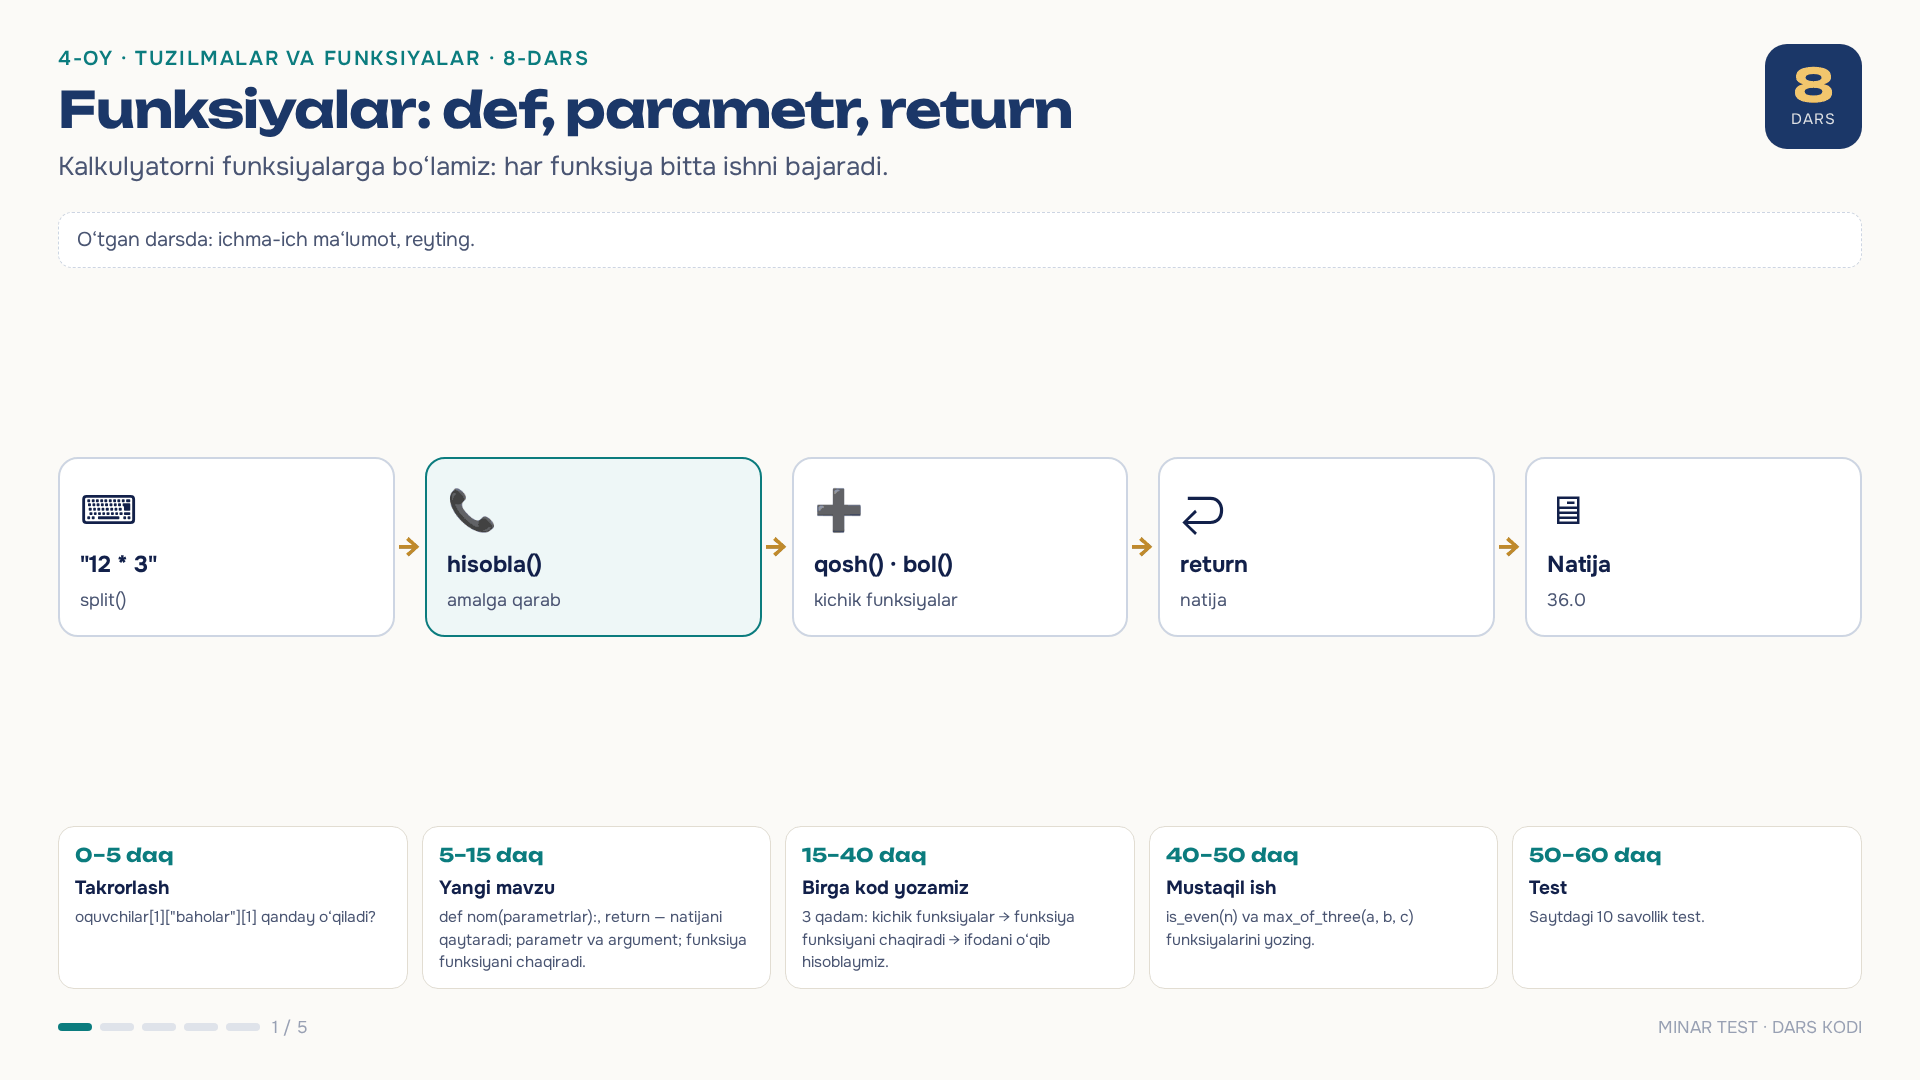 4-OY · TUZILMALAR VA FUNKSIYALAR · 8-DARS
Funksiyalar: def, parametr, return
Kalkulyatorni funksiyalarga bo‘lamiz: har funksiya bitta ishni bajaradi.
8
DARS
O‘tgan darsda: ichma-ich ma’lumot, reyting.
"12 * 3"
split()
→
hisobla()
amalga qarab
→
qosh() · bol()
kichik funksiyalar
→
return
natija
→
Natija
36.0
0–5 daq
Takrorlash
oquvchilar[1]["baholar"][1] qanday o‘qiladi?
5–15 daq
Yangi mavzu
def nom(parametrlar):, return — natijani
qaytaradi; parametr va argument; funksiya
funksiyani chaqiradi.
15–40 daq
Birga kod yozamiz
3 qadam: kichik funksiyalar → funksiya
funksiyani chaqiradi → ifodani o‘qib
hisoblaymiz.
40–50 daq
Mustaqil ish
is_even(n) va max_of_three(a, b, c)
funksiyalarini yozing.
50–60 daq
Test
Saytdagi 10 savollik test.
1 / 5
MINAR TEST · DARS KODI